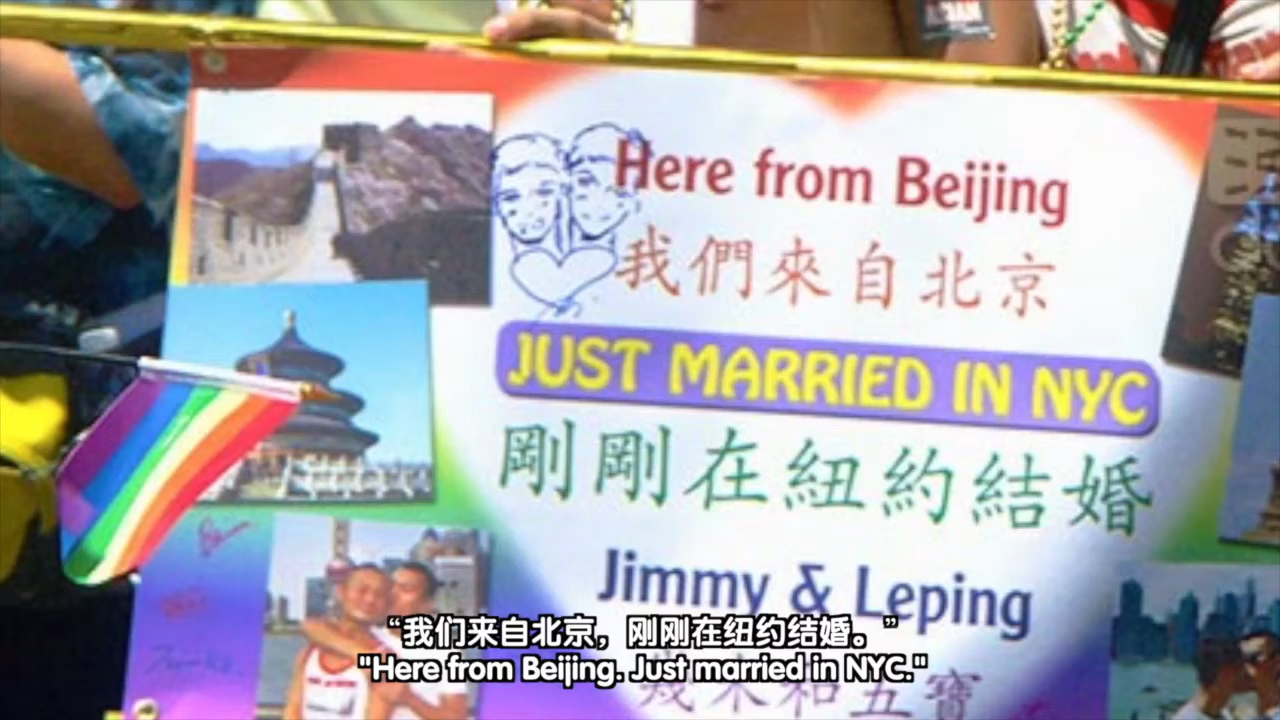 Here from Beijing
我們來自北京
JUST MARRIED IN NYC
剛剛在紐約結婚
Jimmy & Leping
“我们来自北京，刚刚在纽约结婚。”
"Here from Beijing. Just married in NYC."